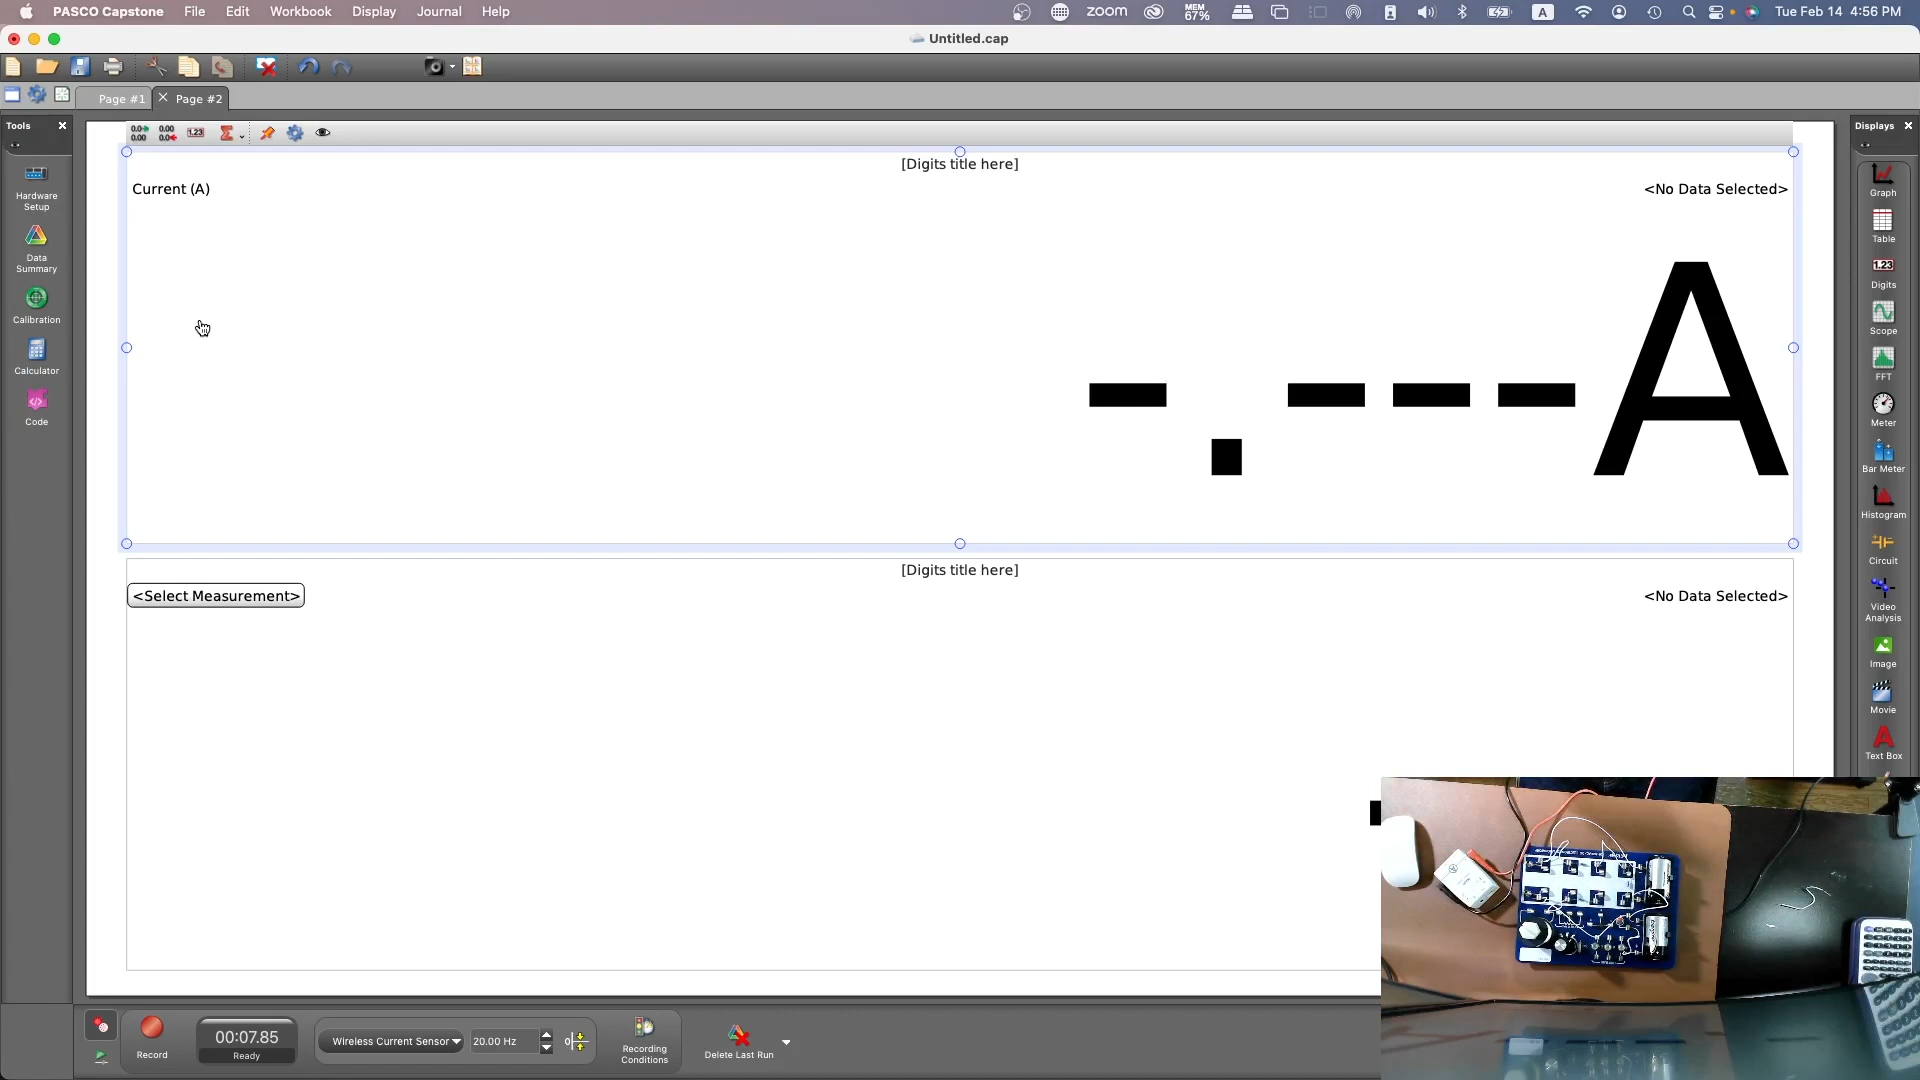 PASCO Capstone File Edit Workbook Display Journal Help zoom MEM 67% A Tue Feb 14 4:56 PM
Untitled.cap
Page #1 Page #2
Tools
Hardware
Setup
Data
Summary
Calibration
Calculator
Code
[Digits title here]
Current (A) <No Data Selected>
-.---A
[Digits title here]
<Select Measurement> <No Data Selected>
Displays
Graph
Table
1.23
Digits
Scope
FFT
Meter
Bar Meter
Histogram
Circuit
Video
Analysis
Image
Movie
Text Box
Record
00:07.85
Ready
Wireless Current Sensor 20.00 Hz
Recording
Conditions
Delete Last Run